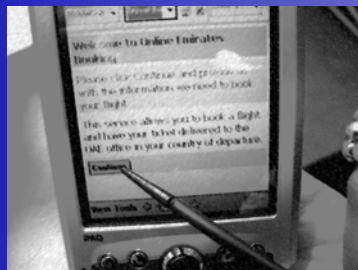 Welcome to Online Emirates
Booking
Please click Continue and provide us
with the information we need to book
your flight
This service allows you to book a flight
and have your ticket delivered to the
UAE office in your country of departure.
Continue
View Tools
iPAQ